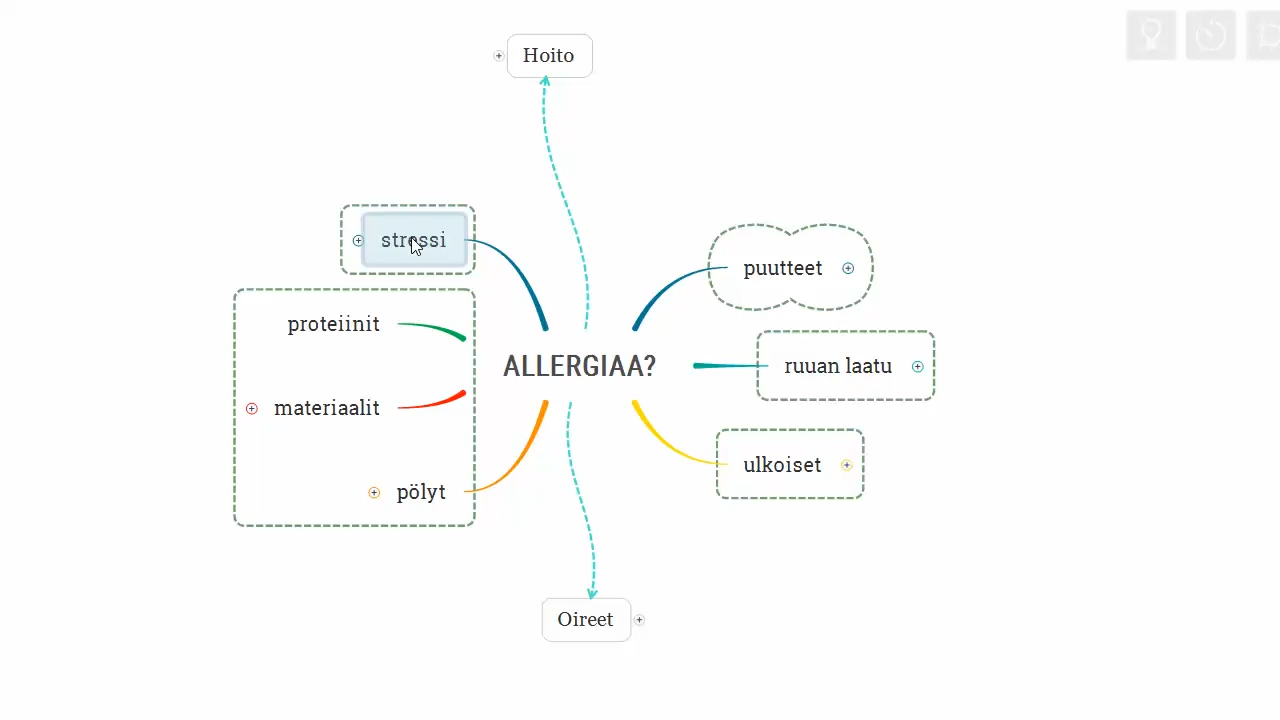 Hoito
stressi
puutteet
proteiinit
ALLERGIAA?
ruuan laatu
materiaalit
ulkoiset
pölyt
Oireet